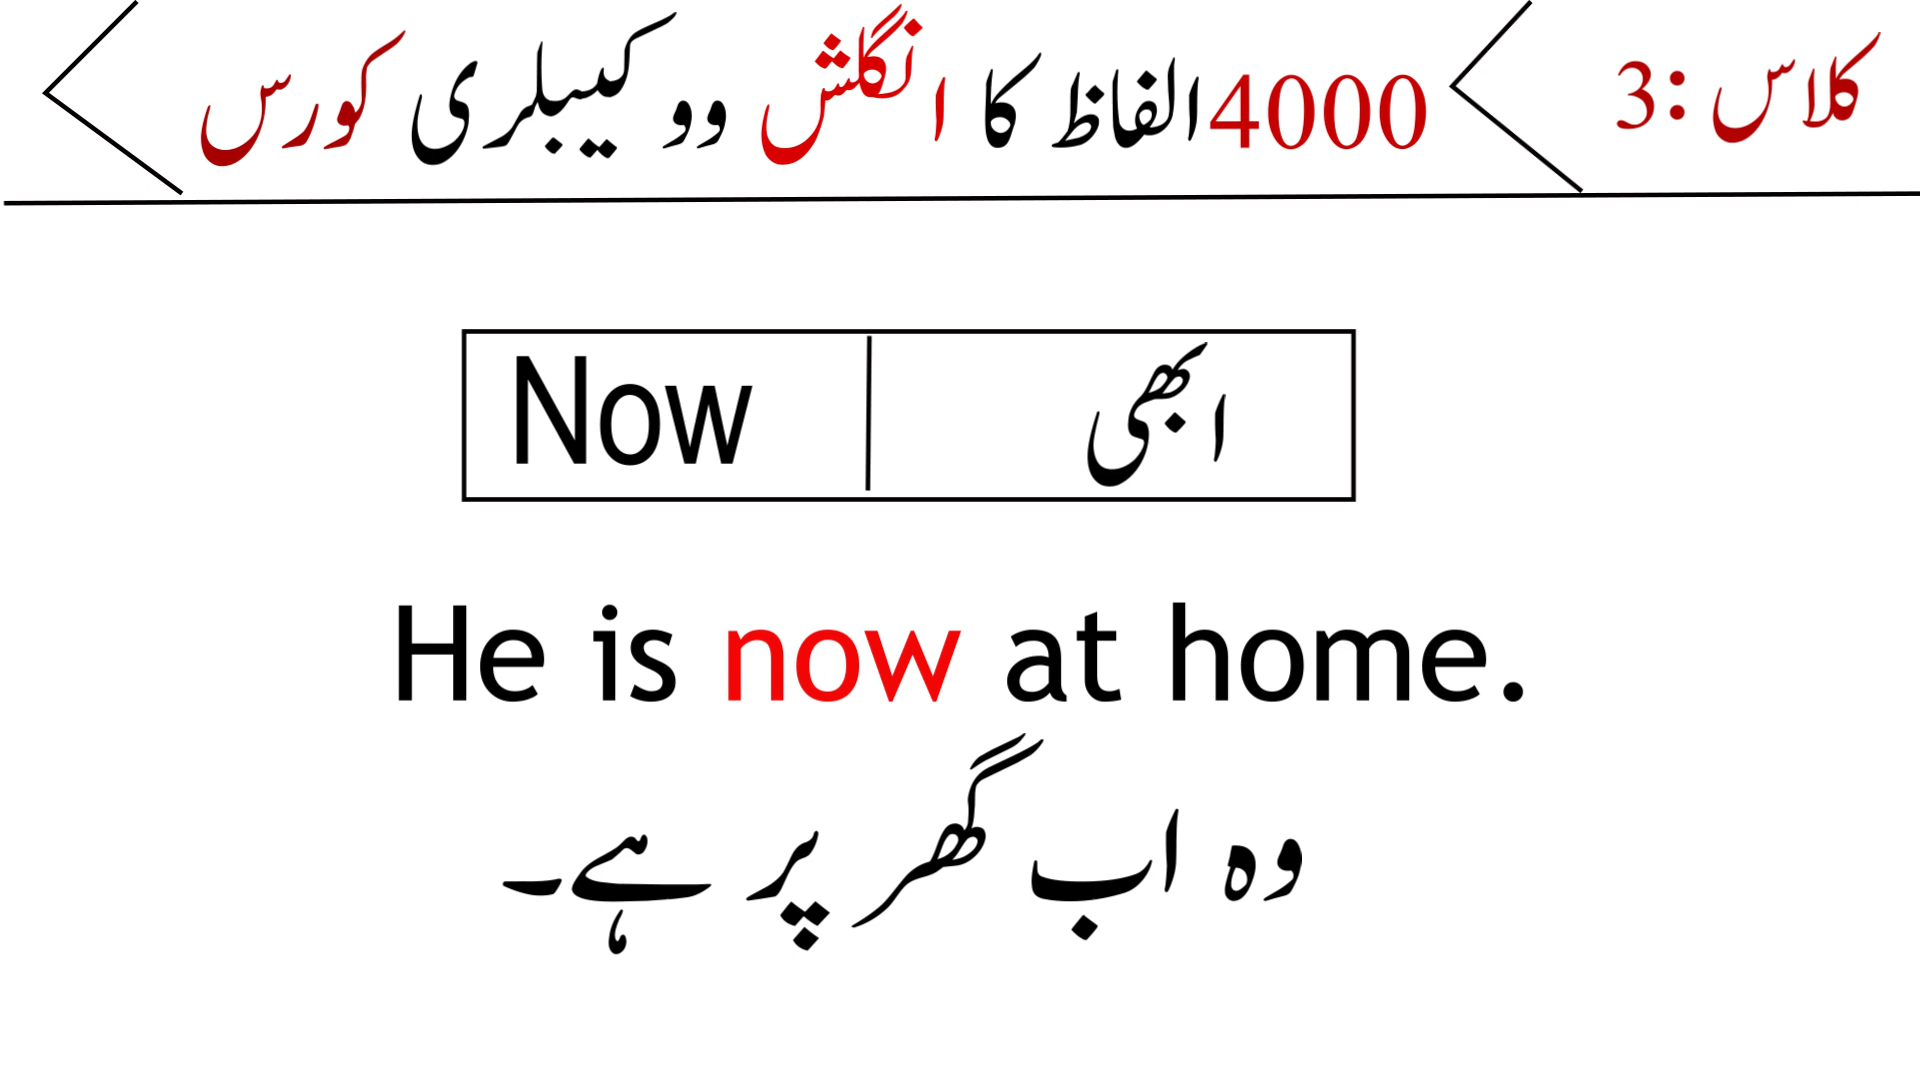 کلاس :3
4000الفاظ کا انگلش ووکیبلری کورس
Now | ابھی
He is now at home.
وہ اب گھر پر ہے۔